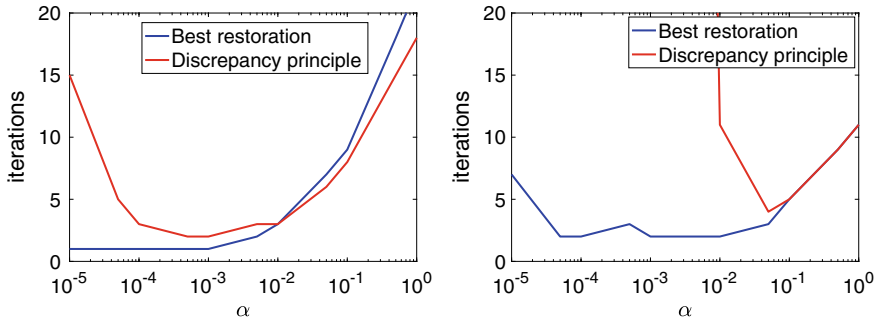 20
15
10
5
0
iterations
Best restoration
Discrepancy principle
10⁻⁵ 10⁻⁴ 10⁻³ 10⁻² 10⁻¹ 10⁰
α
20
15
10
5
0
iterations
Best restoration
Discrepancy principle
10⁻⁵ 10⁻⁴ 10⁻³ 10⁻² 10⁻¹ 10⁰
α